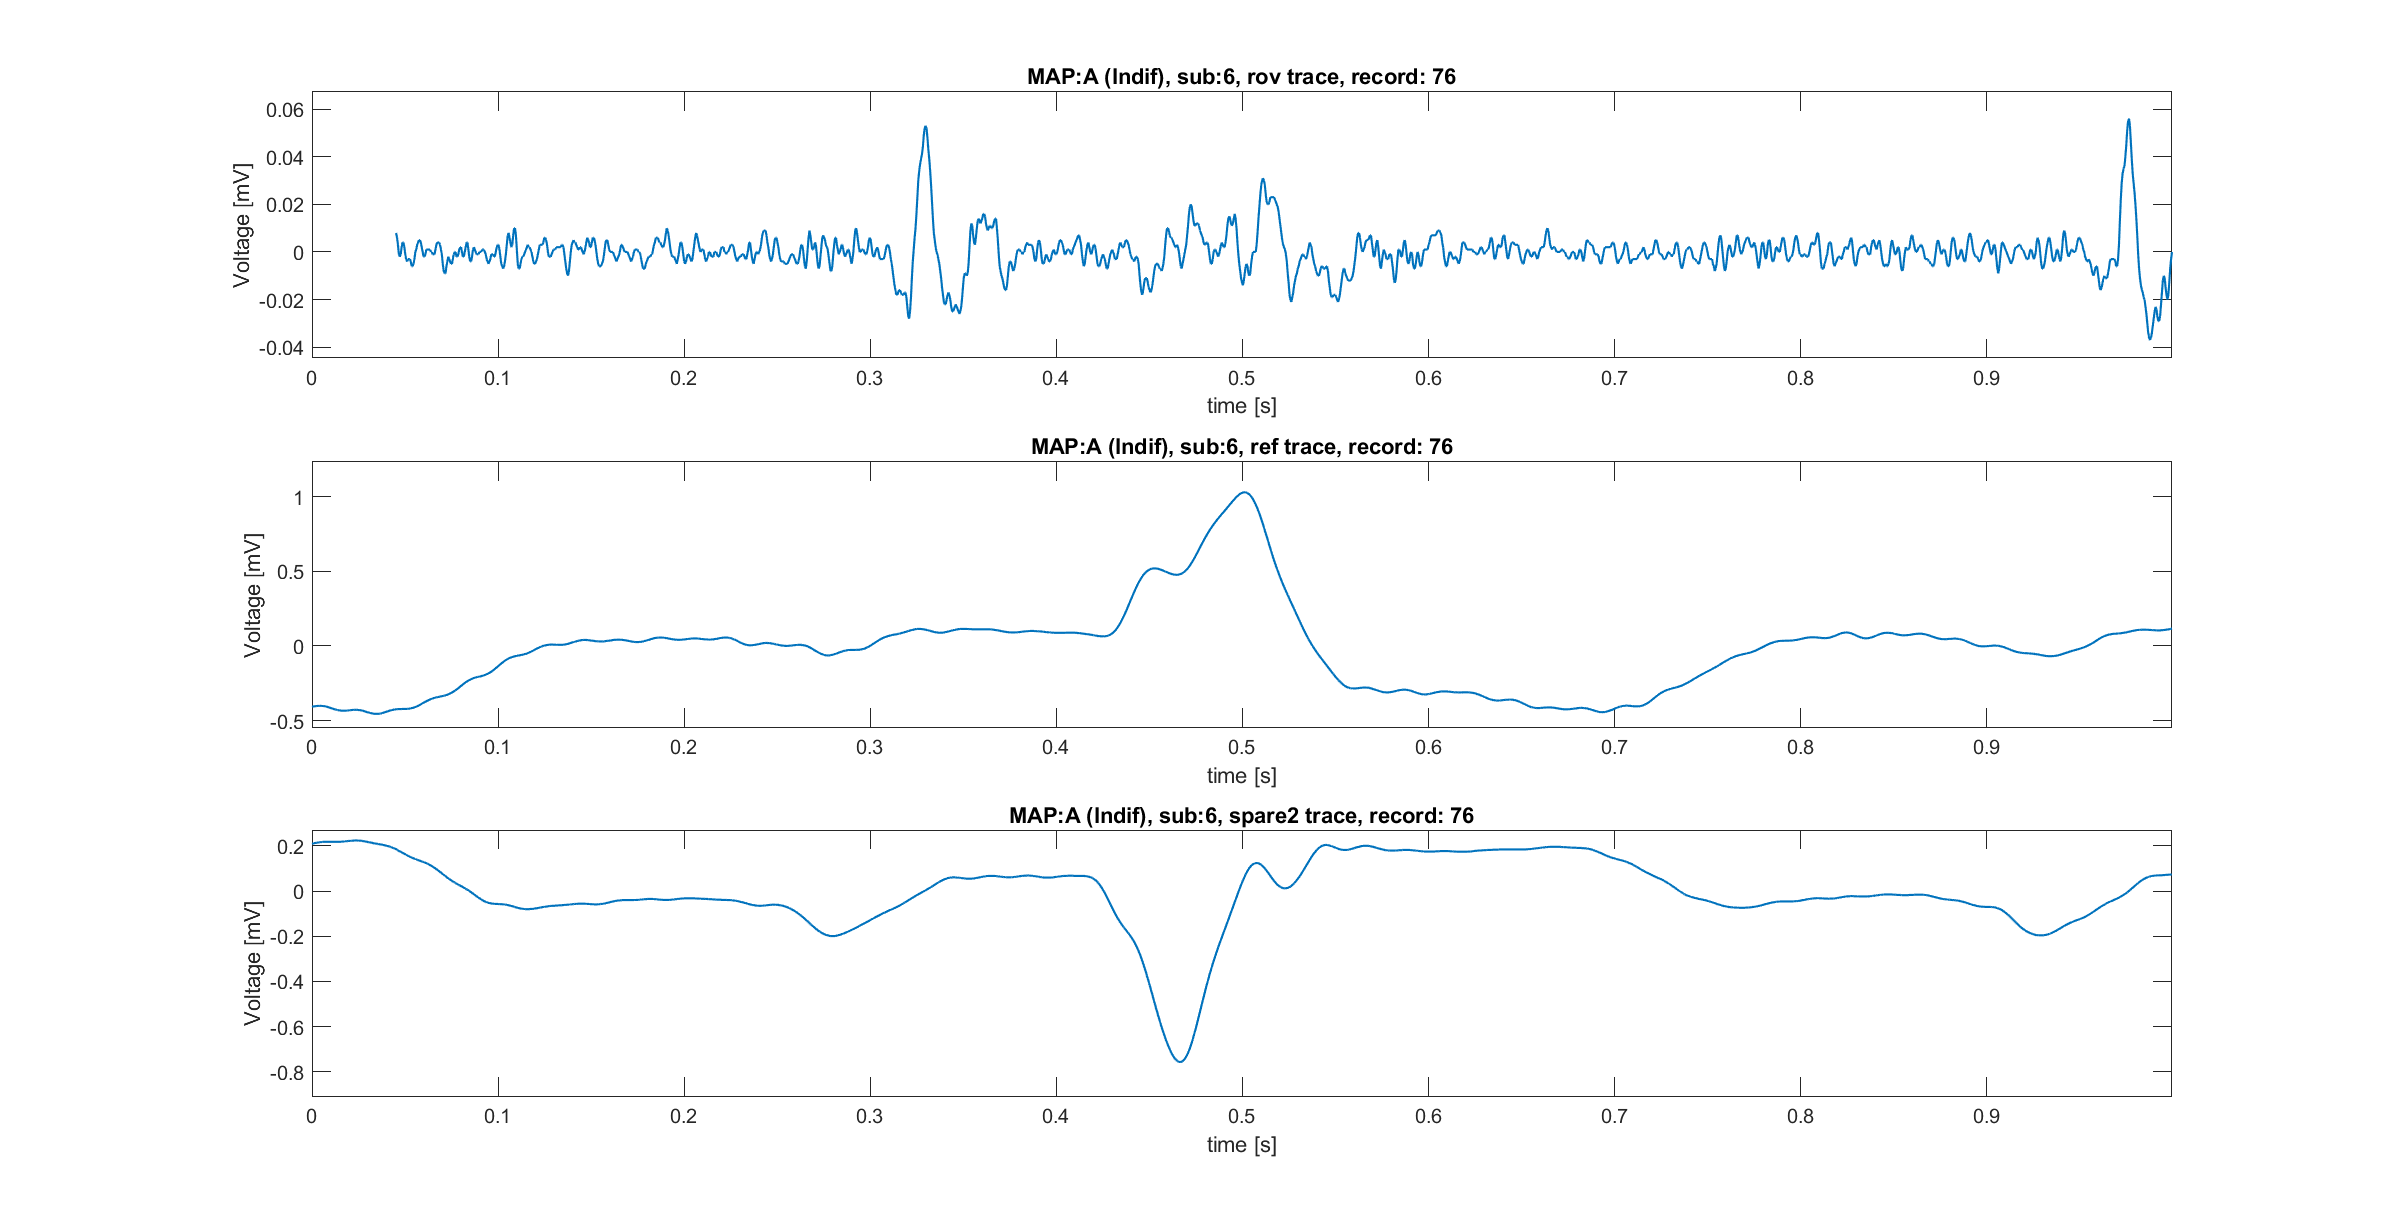 MAP:A (Indif), sub:6, rov trace, record: 76
0.06
0.04
0.02
0
-0.02
-0.04
Voltage [mV]
0 0.1 0.2 0.3 0.4 0.5 0.6 0.7 0.8 0.9
time [s]
MAP:A (Indif), sub:6, ref trace, record: 76
1
0.5
0
-0.5
Voltage [mV]
0 0.1 0.2 0.3 0.4 0.5 0.6 0.7 0.8 0.9
time [s]
MAP:A (Indif), sub:6, spare2 trace, record: 76
0.2
0
-0.2
-0.4
-0.6
-0.8
Voltage [mV]
0 0.1 0.2 0.3 0.4 0.5 0.6 0.7 0.8 0.9
time [s]